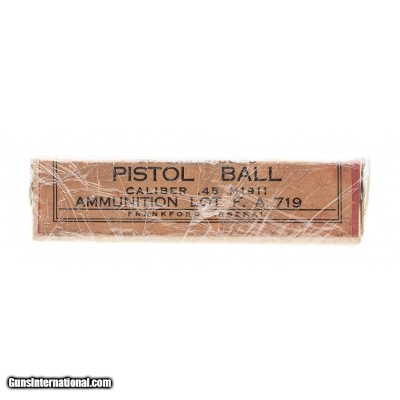 PISTOL BALL
CALIBER .45 M1911
AMMUNITION LOT F. A. 719
FRANKFORD ARSENAL
GunsInternational.com